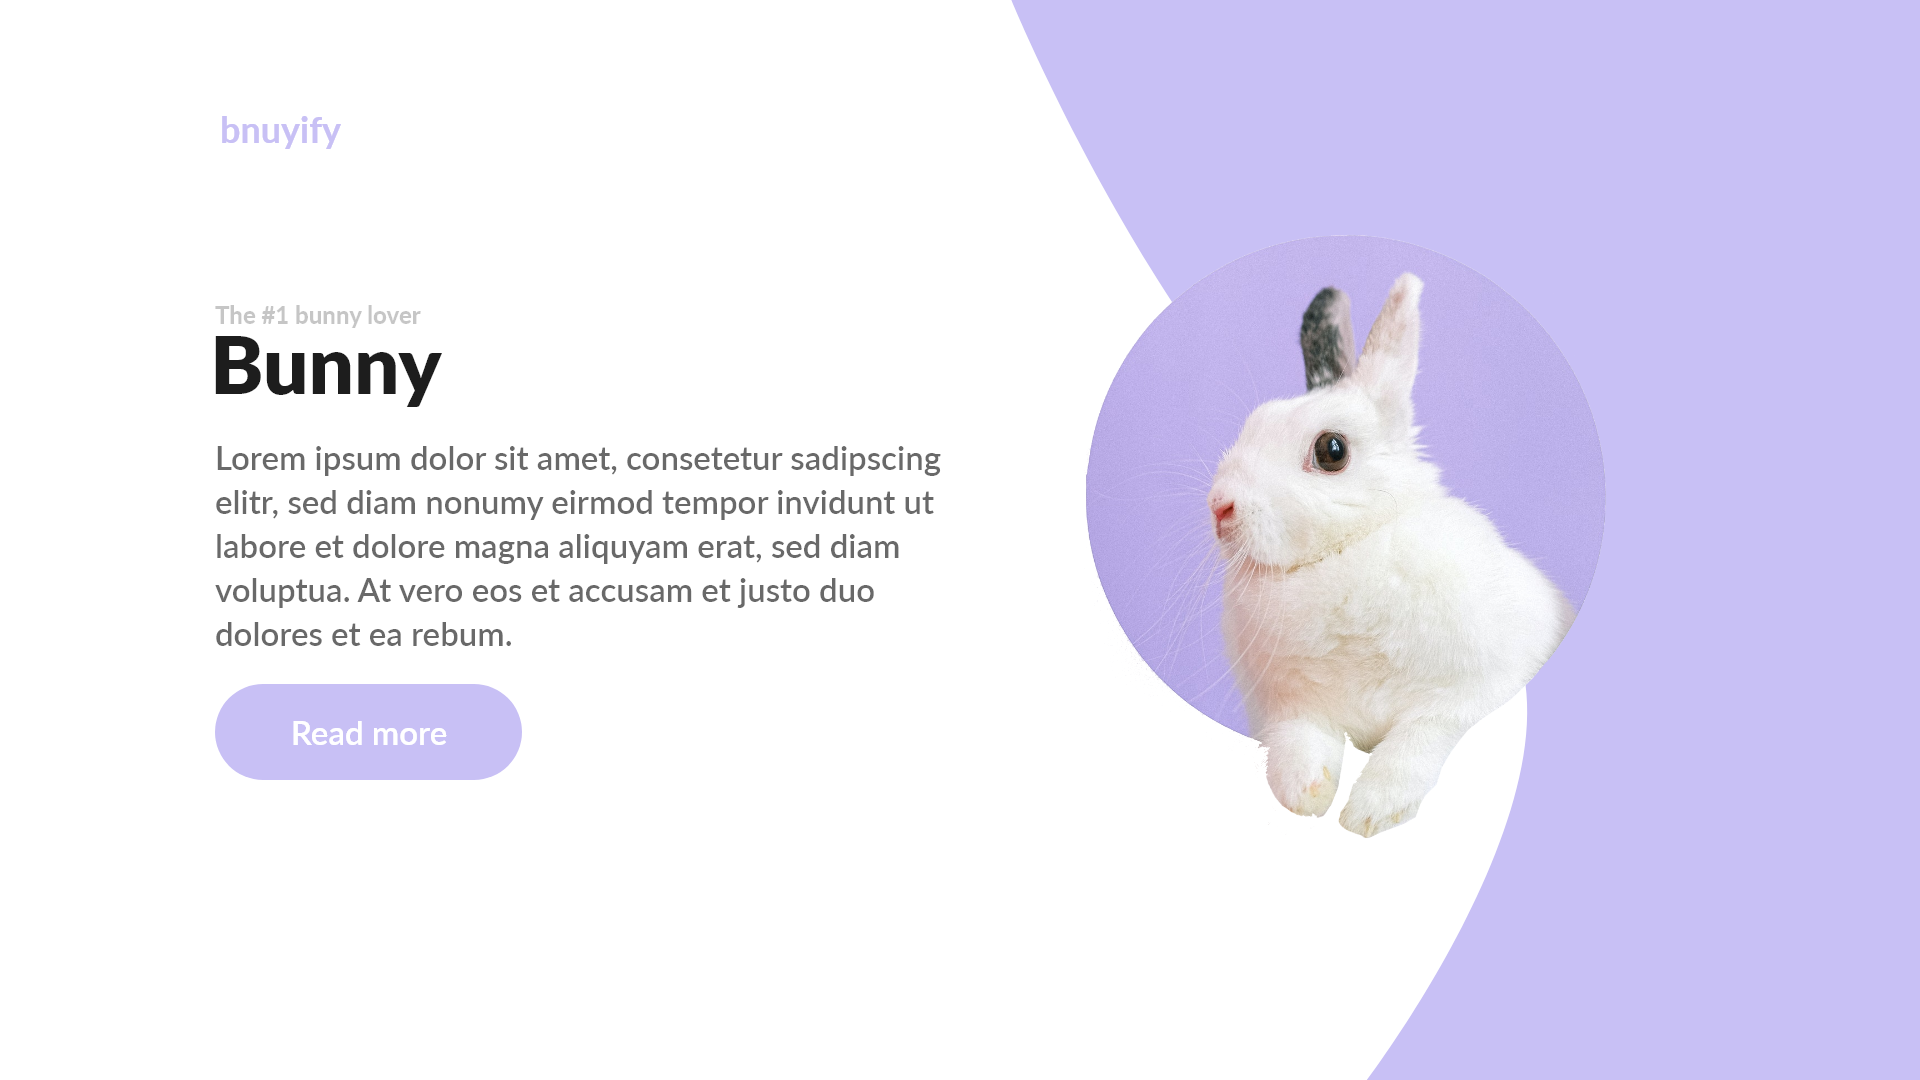 bnuyify
The #1 bunny lover
Bunny
Lorem ipsum dolor sit amet, consetetur sadipscing
elitr, sed diam nonumy eirmod tempor invidunt ut
labore et dolore magna aliquyam erat, sed diam
voluptua. At vero eos et accusam et justo duo
dolores et ea rebum.
Read more